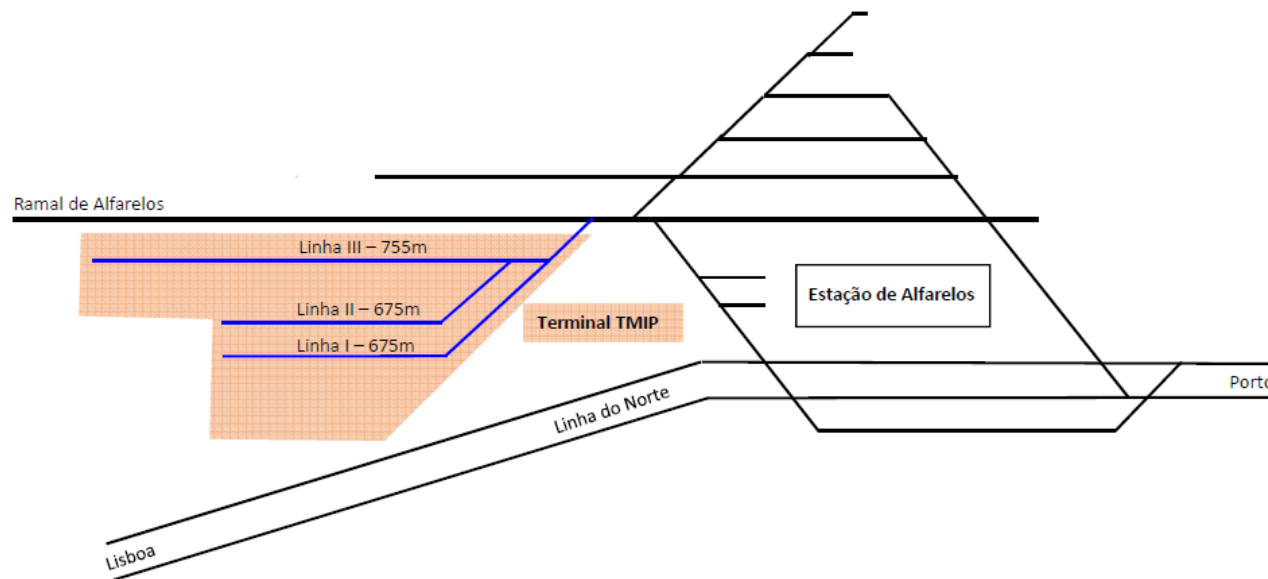 Ramal de Alfarelos
Linha III – 755m
Linha II – 675m
Linha I – 675m
Terminal TMIP
Estação de Alfarelos
Linha do Norte
Porto
Lisboa